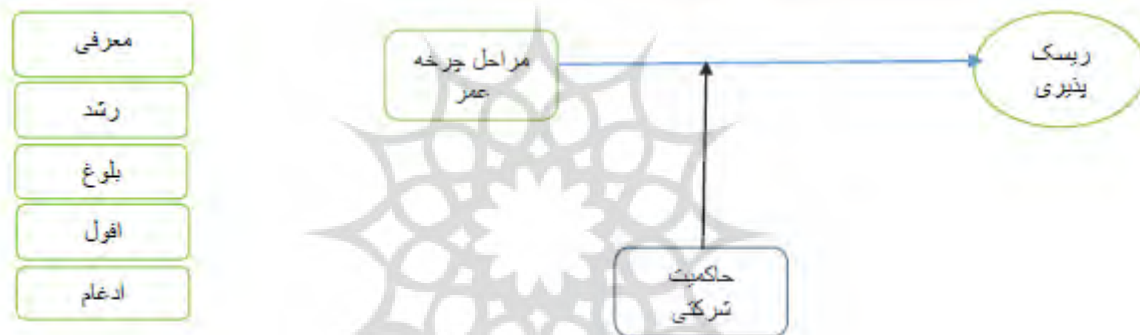 معرفی
رشد
بلوغ
افول
ادغام
مراحل چرخه
عمر
ریسک
پذیری
حاکمیت
شرکتی